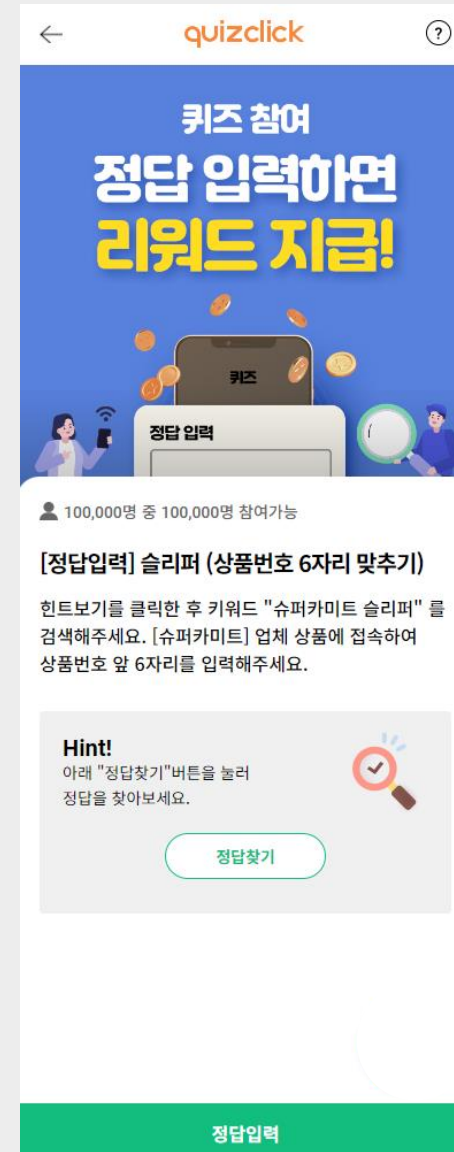 quizclick
?
퀴즈 참여
정답 입력하면
리워드 지급!
퀴즈
정답 입력
100,000명 중 100,000명 참여가능
[정답입력] 슬리퍼 (상품번호 6자리 맞추기)
힌트보기를 클릭한 후 키워드 "슈퍼카미트 슬리퍼" 를
검색해주세요. [슈퍼카미트] 업체 상품에 접속하여
상품번호 앞 6자리를 입력해주세요.
Hint!
아래 "정답찾기"버튼을 눌러
정답을 찾아보세요.
정답찾기
정답입력